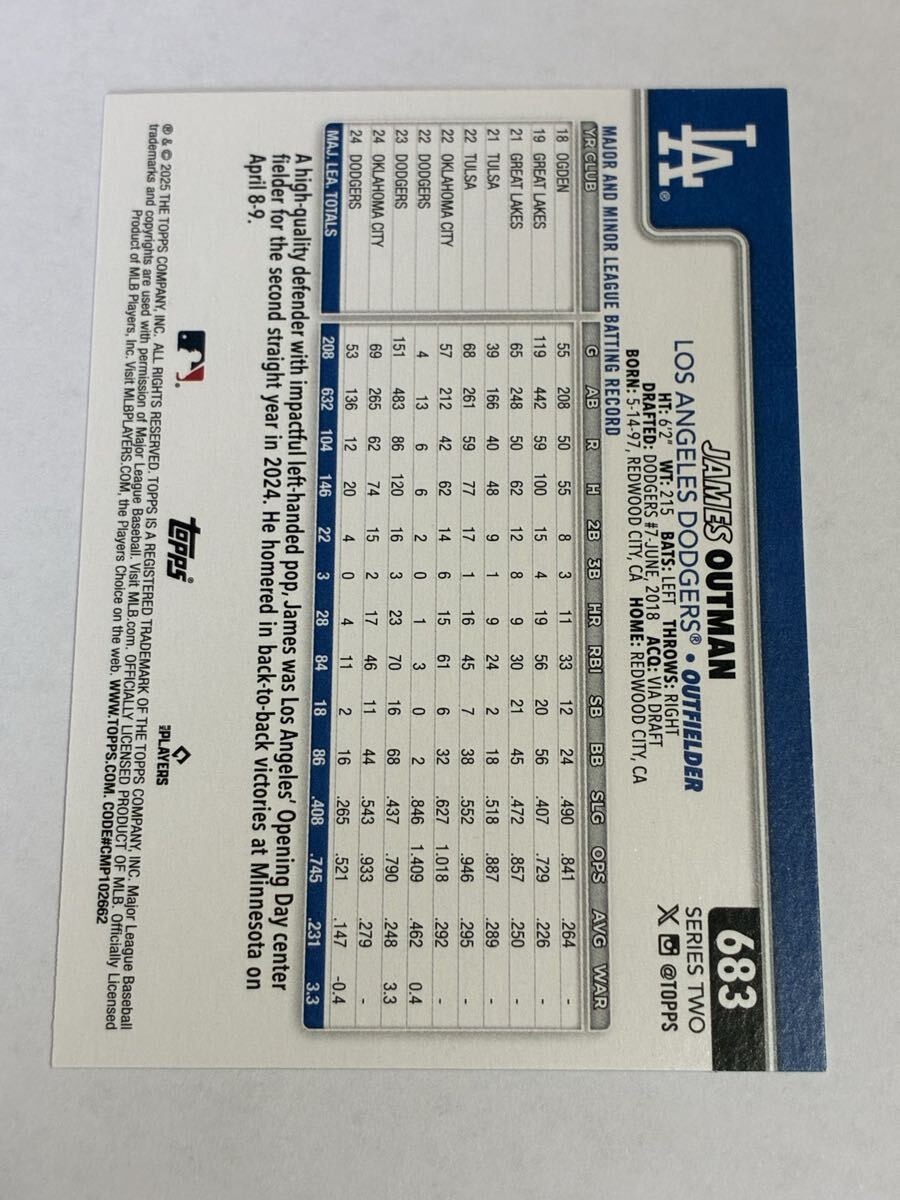 LA®
683
JAMES OUTMAN
SERIES TWO
LOS ANGELES DODGERS® • OUTFIELDER
@TOPPS
HT: 6'2" WT: 215 BATS: LEFT THROWS: RIGHT
DRAFTED: DODGERS #7-JUNE, 2018 ACQ: VIA DRAFT
BORN: 5-14-97, REDWOOD CITY, CA HOME: REDWOOD CITY, CA
MAJOR AND MINOR LEAGUE BATTING RECORD
YR CLUB G AB R H 2B 3B HR RBI SB BB SLG OPS AVG WAR
18 OGDEN 55 208 50 55 8 3 11 33 12 24 .490 .841 .264 -
19 GREAT LAKES 119 442 59 100 15 4 19 56 20 56 .407 .729 .226 -
21 GREAT LAKES 65 248 50 62 12 8 9 30 21 45 .472 .857 .250 -
21 TULSA 39 166 40 48 9 1 9 24 2 18 .518 .887 .289 -
22 TULSA 68 261 59 77 17 1 16 45 7 38 .552 .946 .295 -
22 OKLAHOMA CITY 57 212 42 62 14 6 15 61 6 32 .627 1.018 .292 -
22 DODGERS 4 13 6 6 2 0 1 3 0 2 .846 1.409 .462 0.4
23 DODGERS 151 483 86 120 16 3 23 70 16 68 .437 .790 .248 3.3
24 OKLAHOMA CITY 69 265 62 74 15 2 17 46 11 44 .543 .933 .279 -
24 DODGERS 53 136 12 20 4 0 4 11 2 16 .265 .521 .147 -0.4
MAJ. LEA. TOTALS 208 632 104 146 22 3 28 84 18 86 .408 .745 .231 3.3
A high-quality defender with impactful left-handed pop, James was Los Angeles' Opening Day center
fielder for the second straight year in 2024. He homered in back-to-back victories at Minnesota on
April 8-9.
topps®
MLB PLAYERS
® & © 2025 THE TOPPS COMPANY, INC. ALL RIGHTS RESERVED. TOPPS IS A REGISTERED TRADEMARK OF THE TOPPS COMPANY, INC. Major League Baseball
trademarks and copyrights are used with permission of Major League Baseball. Visit MLB.com. OFFICIALLY LICENSED PRODUCT OF MLB. Officially Licensed
Product of MLB Players, Inc. Visit MLBPLAYERS.COM, the Players Choice on the web. WWW.TOPPS.COM. CODE#CMP102662